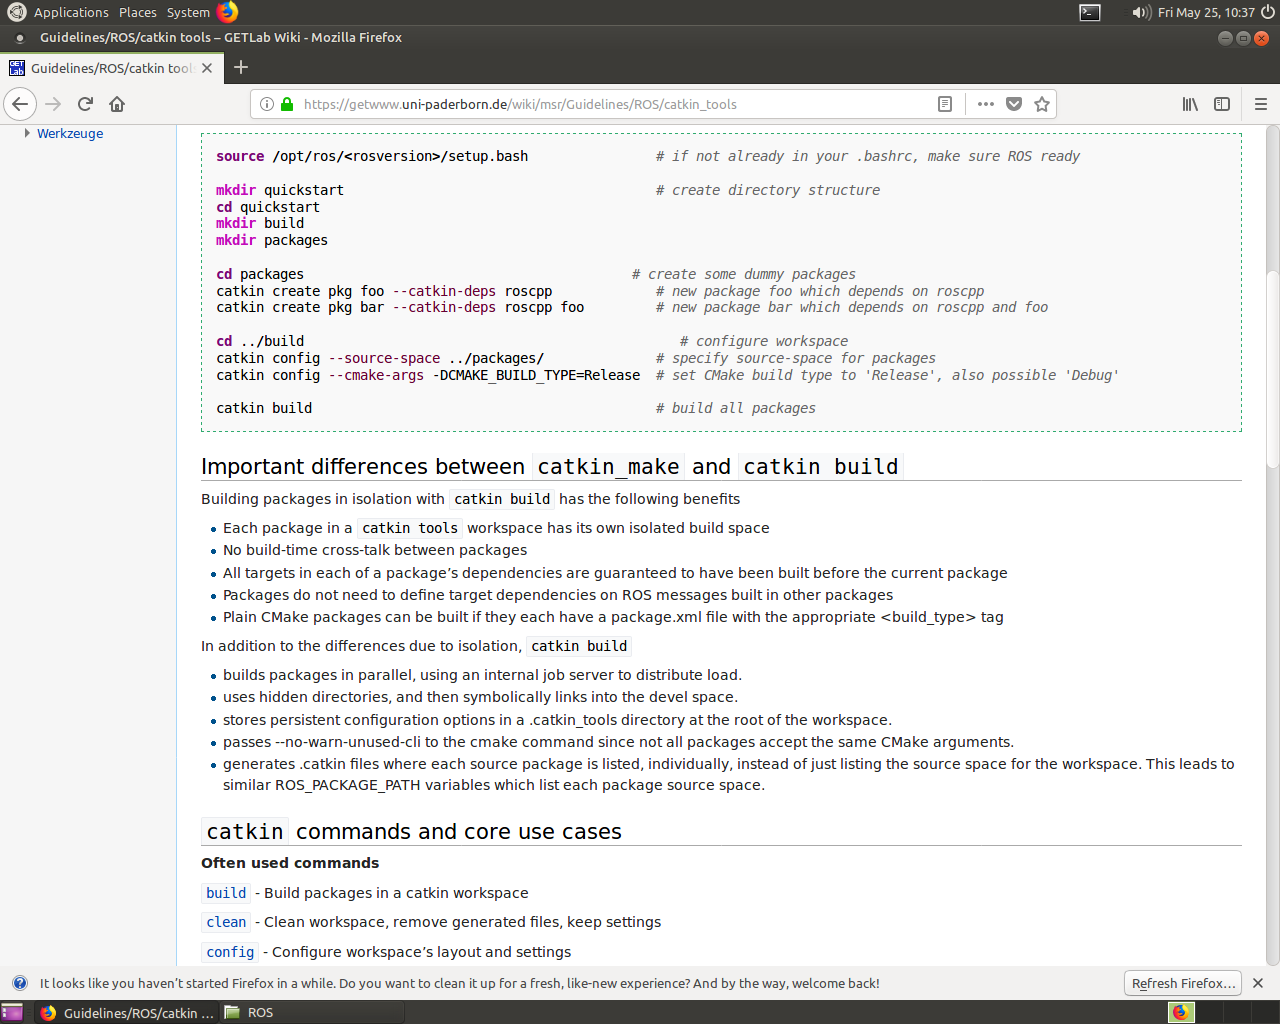 Applications Places System
Fri May 25, 10:37
Guidelines/ROS/catkin tools – GETLab Wiki - Mozilla Firefox
GET Lab
Guidelines/ROS/catkin tools
https://getwww.uni-paderborn.de/wiki/msr/Guidelines/ROS/catkin_tools
Werkzeuge
source /opt/ros/<rosversion>/setup.bash # if not already in your .bashrc, make sure ROS ready
mkdir quickstart # create directory structure
cd quickstart
mkdir build
mkdir packages
cd packages # create some dummy packages
catkin create pkg foo --catkin-deps roscpp # new package foo which depends on roscpp
catkin create pkg bar --catkin-deps roscpp foo # new package bar which depends on roscpp and foo
cd ../build # configure workspace
catkin config --source-space ../packages/ # specify source-space for packages
catkin config --cmake-args -DCMAKE_BUILD_TYPE=Release # set CMake build type to 'Release', also possible 'Debug'
catkin build # build all packages
Important differences between catkin_make and catkin build
Building packages in isolation with catkin build has the following benefits
Each package in a catkin tools workspace has its own isolated build space
No build-time cross-talk between packages
All targets in each of a package’s dependencies are guaranteed to have been built before the current package
Packages do not need to define target dependencies on ROS messages built in other packages
Plain CMake packages can be built if they each have a package.xml file with the appropriate <build_type> tag
In addition to the differences due to isolation, catkin build
builds packages in parallel, using an internal job server to distribute load.
uses hidden directories, and then symbolically links into the devel space.
stores persistent configuration options in a .catkin_tools directory at the root of the workspace.
passes --no-warn-unused-cli to the cmake command since not all packages accept the same CMake arguments.
generates .catkin files where each source package is listed, individually, instead of just listing the source space for the workspace. This leads to
similar ROS_PACKAGE_PATH variables which list each package source space.
catkin commands and core use cases
Often used commands
build - Build packages in a catkin workspace
clean - Clean workspace, remove generated files, keep settings
config - Configure workspace’s layout and settings
It looks like you haven’t started Firefox in a while. Do you want to clean it up for a fresh, like-new experience? And by the way, welcome back!
Refresh Firefox...
Guidelines/ROS/catkin ...
ROS